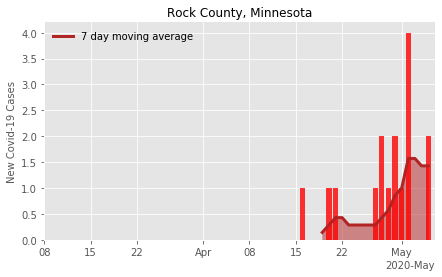 Rock County, Minnesota
7 day moving average
New Covid-19 Cases
4.0
3.5
3.0
2.5
2.0
1.5
1.0
0.5
0.0
08 15 22 Apr 08 15 22 May
2020-May